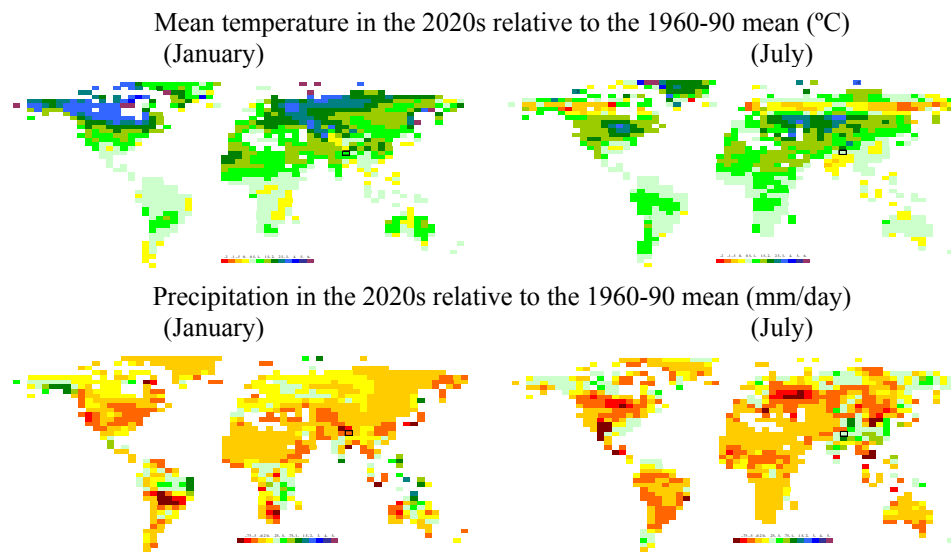 Mean temperature in the 2020s relative to the 1960-90 mean (ºC)
(January) (July)
Precipitation in the 2020s relative to the 1960-90 mean (mm/day)
(January) (July)